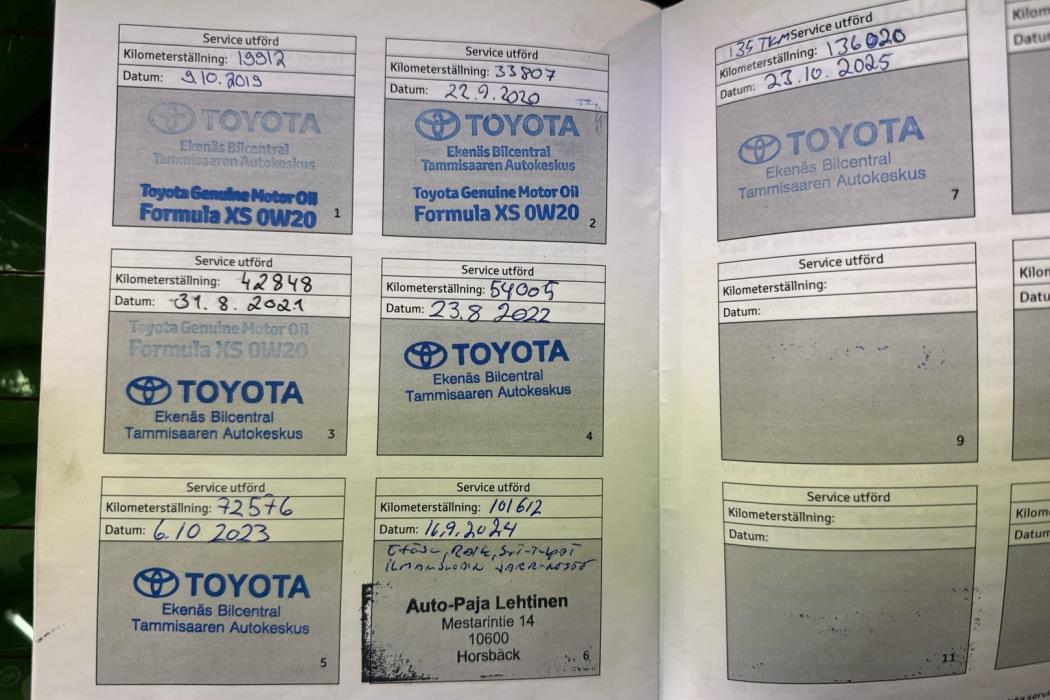 Service utförd
Kilometerställning: 19912
Datum: 9.10.2019
TOYOTA
Ekenäs Bilcentral
Tammisaaren Autokeskus
Toyota Genuine Motor Oil
Formula XS 0W20
1
Service utförd
Kilometerställning: 33807
Datum: 22.9.2020
TOYOTA
Ekenäs Bilcentral
Tammisaaren Autokeskus
Toyota Genuine Motor Oil
Formula XS 0W20
2
Service utförd
Kilometerställning: 42848
Datum: 31.8.2021
Toyota Genuine Motor Oil
Formula XS 0W20
TOYOTA
Ekenäs Bilcentral
Tammisaaren Autokeskus
3
Service utförd
Kilometerställning: 54005
Datum: 23.8 2022
TOYOTA
Ekenäs Bilcentral
Tammisaaren Autokeskus
4
Service utförd
Kilometerställning: 72576
Datum: 6.10 2023
TOYOTA
Ekenäs Bilcentral
Tammisaaren Autokeskus
5
Service utförd
Kilometerställning: 101612
Datum: 16.9.2024
Auto-Paja Lehtinen
Mestarintie 14
10600
Horsbäck
6
135 TKM Service utförd
Kilometerställning: 136020
Datum: 23.10.2025
TOYOTA
Ekenäs Bilcentral
Tammisaaren Autokeskus
7
Service utförd
Kilometerställning:
Datum:
9
Service utförd
Kilometerställning:
Datum:
11